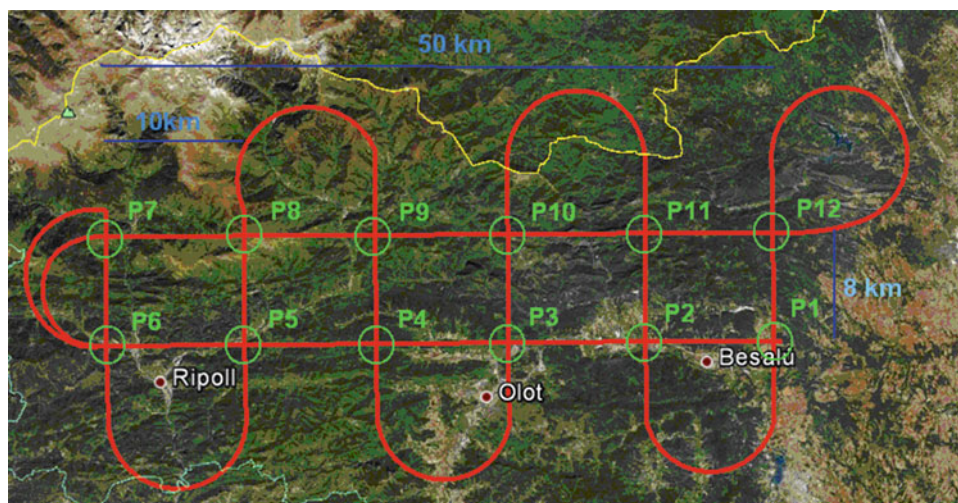 50 km
10km
P7
P8
P9
P10
P11
P12
8 km
P6
P5
P4
P3
P2
P1
Ripoll
Olot
Besalú